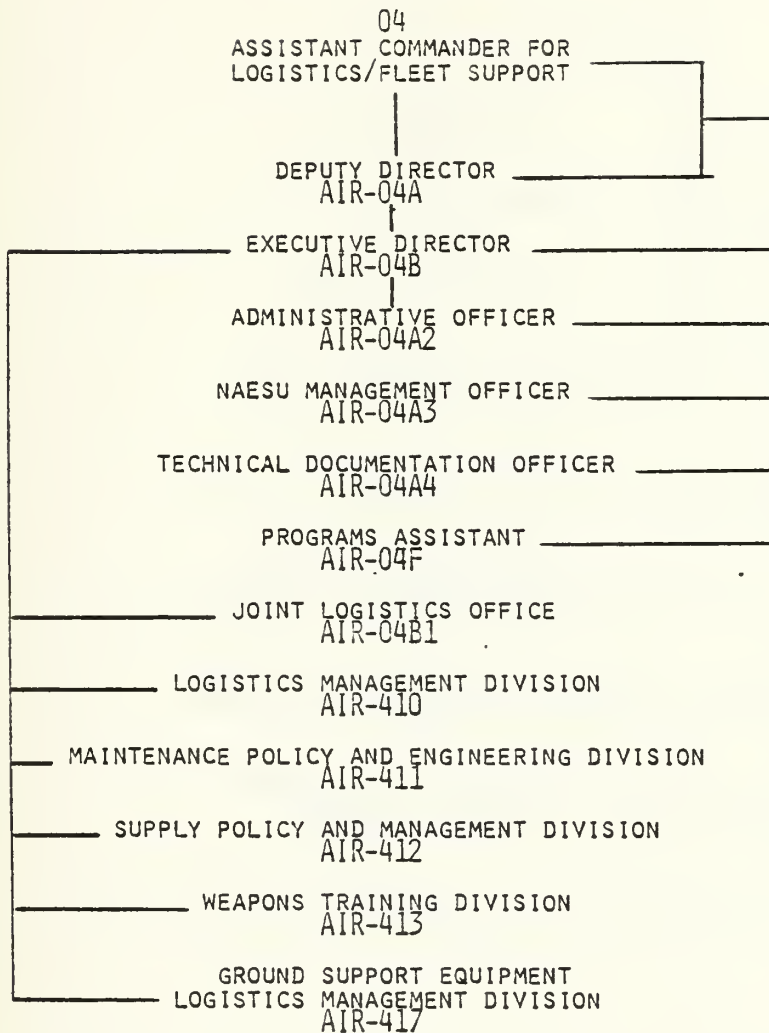 04
ASSISTANT COMMANDER FOR
LOGISTICS/FLEET SUPPORT
DEPUTY DIRECTOR
AIR-04A
EXECUTIVE DIRECTOR
AIR-04B
ADMINISTRATIVE OFFICER
AIR-04A2
NAESU MANAGEMENT OFFICER
AIR-04A3
TECHNICAL DOCUMENTATION OFFICER
AIR-04A4
PROGRAMS ASSISTANT
AIR-04F
JOINT LOGISTICS OFFICE
AIR-04B1
LOGISTICS MANAGEMENT DIVISION
AIR-410
MAINTENANCE POLICY AND ENGINEERING DIVISION
AIR-411
SUPPLY POLICY AND MANAGEMENT DIVISION
AIR-412
WEAPONS TRAINING DIVISION
AIR-413
GROUND SUPPORT EQUIPMENT
LOGISTICS MANAGEMENT DIVISION
AIR-417